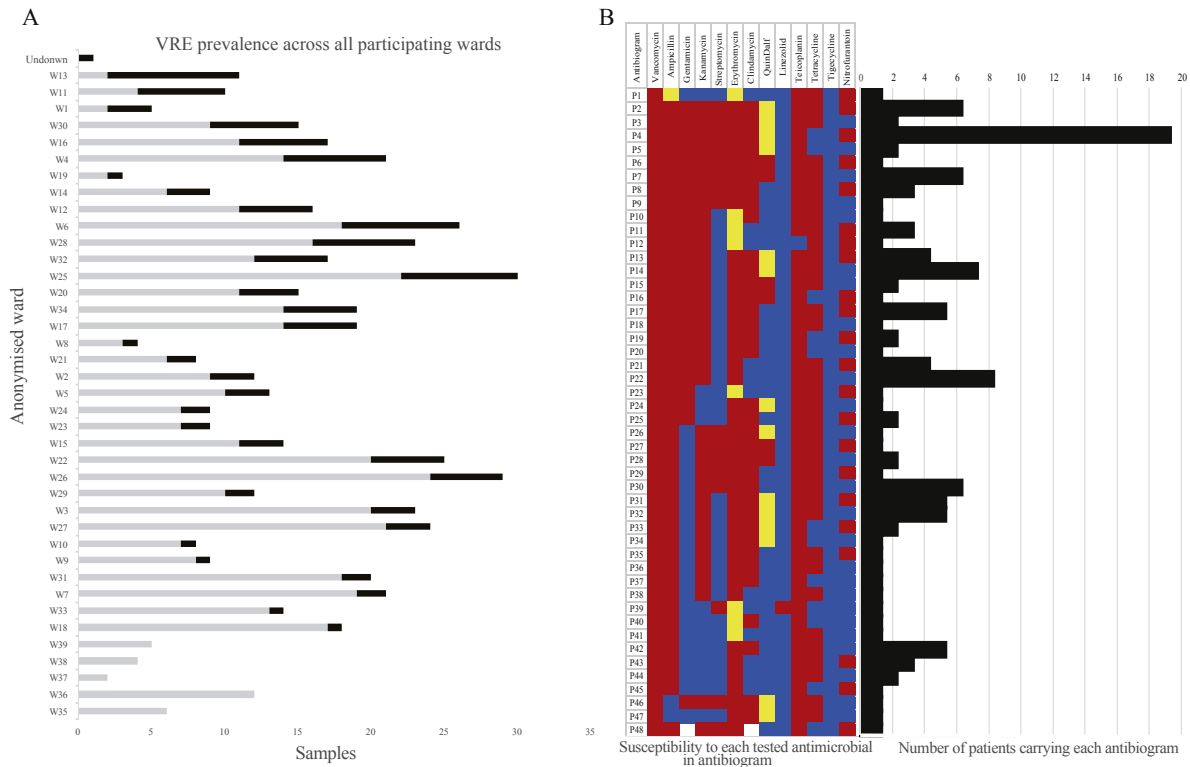 A
VRE prevalence across all participating wards
Undonwn
W13
W11
W1
W30
W16
W4
W19
W14
W12
W6
W28
W32
W25
W20
W34
W17
W8
W21
W2
W5
W24
W23
W15
W22
W26
W29
W3
W27
W10
W9
W31
W7
W33
W18
W39
W38
W37
W36
W35
Anonymised ward
0 5 10 15 20 25 30 35
Samples
B
Antibiogram
Vancomycin
Ampicillin
Gentamicin
Kanamycin
Streptomycin
Erythromycin
Clindamycin
QuinDalf
Linezolid
Teicoplanin
Tetracycline
Tigecycline
Nitrofurantoin
0 2 4 6 8 10 12 14 16 18 20
P1
P2
P3
P4
P5
P6
P7
P8
P9
P10
P11
P12
P13
P14
P15
P16
P17
P18
P19
P20
P21
P22
P23
P24
P25
P26
P27
P28
P29
P30
P31
P32
P33
P34
P35
P36
P37
P38
P39
P40
P41
P42
P43
P44
P45
P46
P47
P48
Susceptibility to each tested antimicrobial
in antibiogram
Number of patients carrying each antibiogram